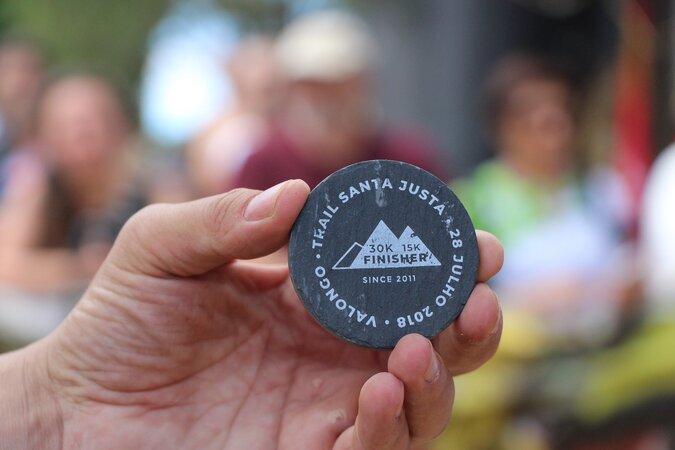 TRAIL SANTA JUSTA • 28 JULHO 2018 • VALONGO •
30K 15K
FINISHER
SINCE 2011